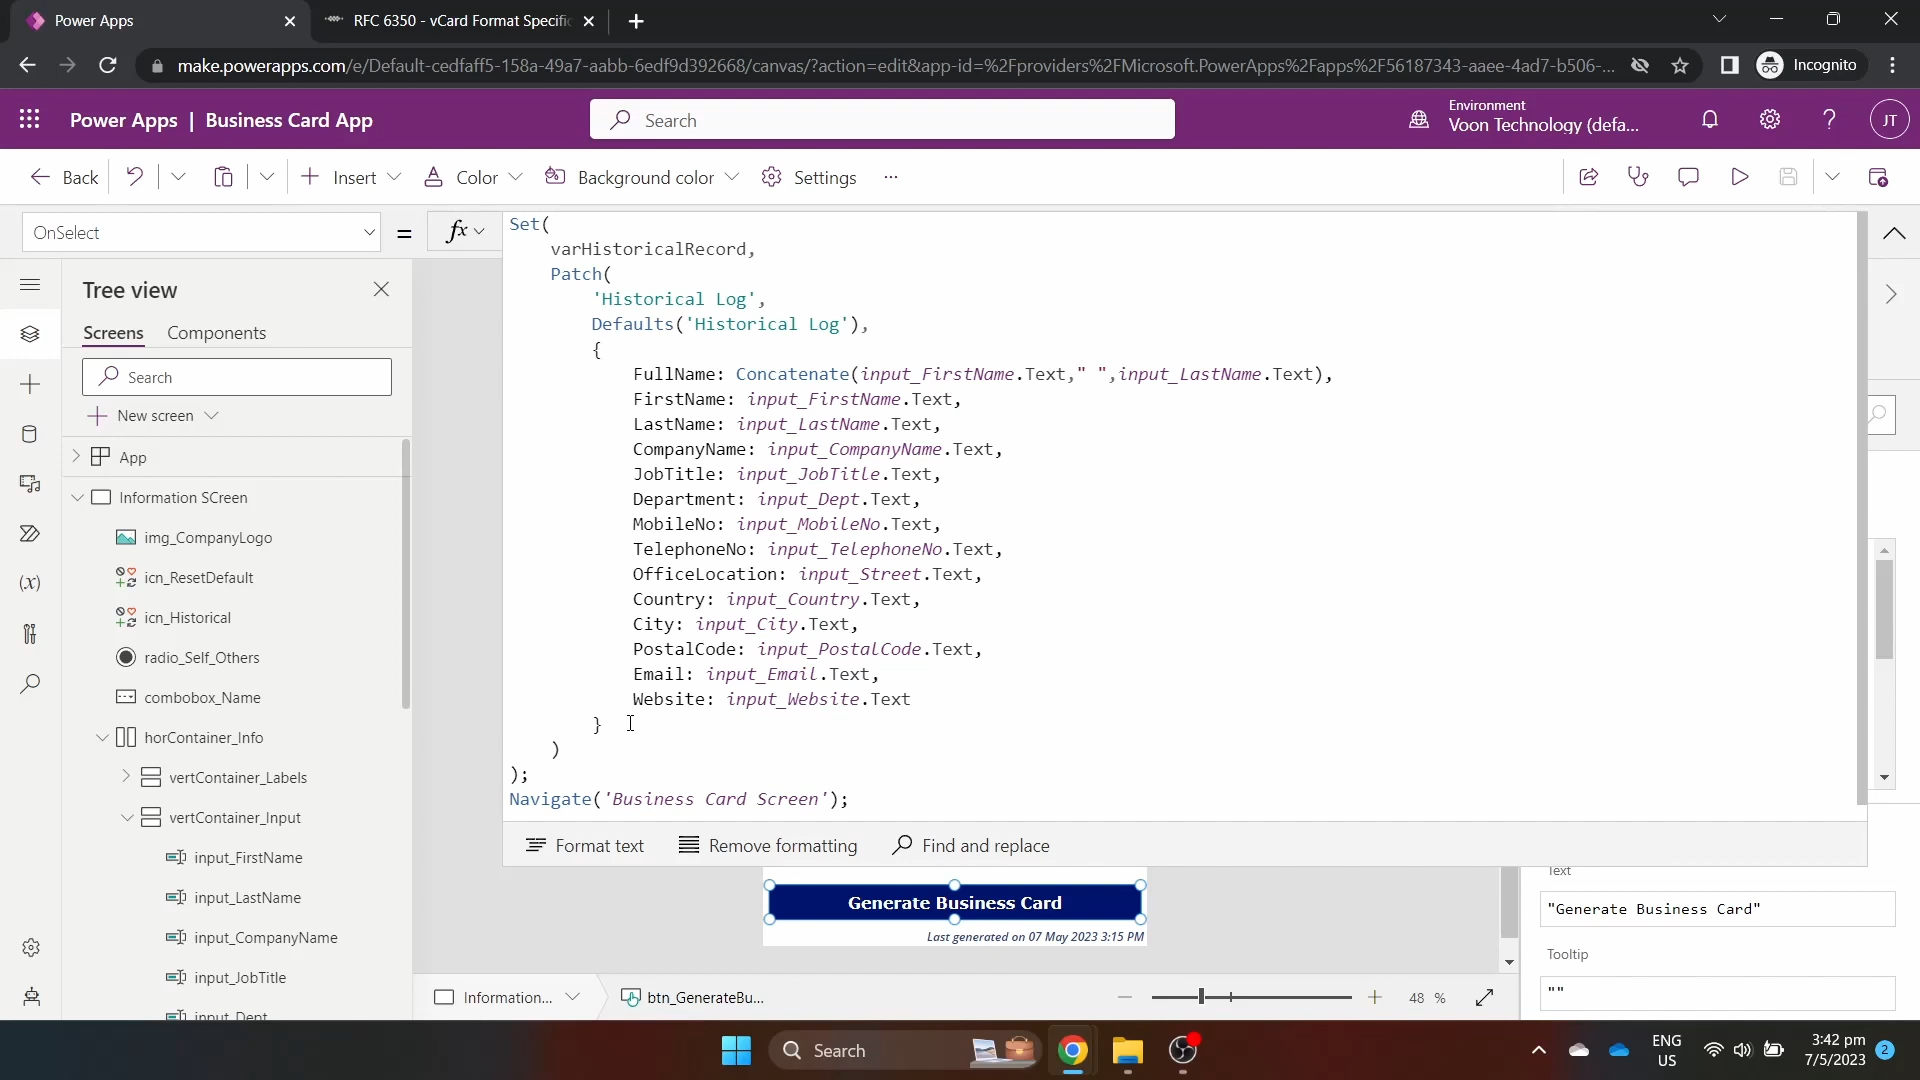 Power Apps
RFC 6350 - vCard Format Specific
make.powerapps.com/e/Default-cedfaff5-158a-49a7-aabb-6edf9d392668/canvas/?action=edit&app-id=%2Fproviders%2FMicrosoft.PowerApps%2Fapps%2F56187343-aaee-4ad7-b506-...
Incognito
Power Apps | Business Card App
Search
Environment
Voon Technology (defa...
JT
Back
Insert
Color
Background color
Settings
OnSelect
=
fx
Set(
varHistoricalRecord,
Patch(
'Historical Log',
Defaults('Historical Log'),
{
FullName: Concatenate(input_FirstName.Text," ",input_LastName.Text),
FirstName: input_FirstName.Text,
LastName: input_LastName.Text,
CompanyName: input_CompanyName.Text,
JobTitle: input_JobTitle.Text,
Department: input_Dept.Text,
MobileNo: input_MobileNo.Text,
TelephoneNo: input_TelephoneNo.Text,
OfficeLocation: input_Street.Text,
Country: input_Country.Text,
City: input_City.Text,
PostalCode: input_PostalCode.Text,
Email: input_Email.Text,
Website: input_Website.Text
}
)
);
Navigate('Business Card Screen');
Format text
Remove formatting
Find and replace
Tree view
Screens
Components
Search
New screen
App
Information SCreen
img_CompanyLogo
icn_ResetDefault
icn_Historical
radio_Self_Others
combobox_Name
horContainer_Info
vertContainer_Labels
vertContainer_Input
input_FirstName
input_LastName
input_CompanyName
input_JobTitle
input_Dept
(x)
Generate Business Card
Last generated on 07 May 2023 3:15 PM
Text
"Generate Business Card"
Tooltip
""
Information...
btn_GenerateBu...
48 %
Search
ENG
US
3:42 pm
7/5/2023
2